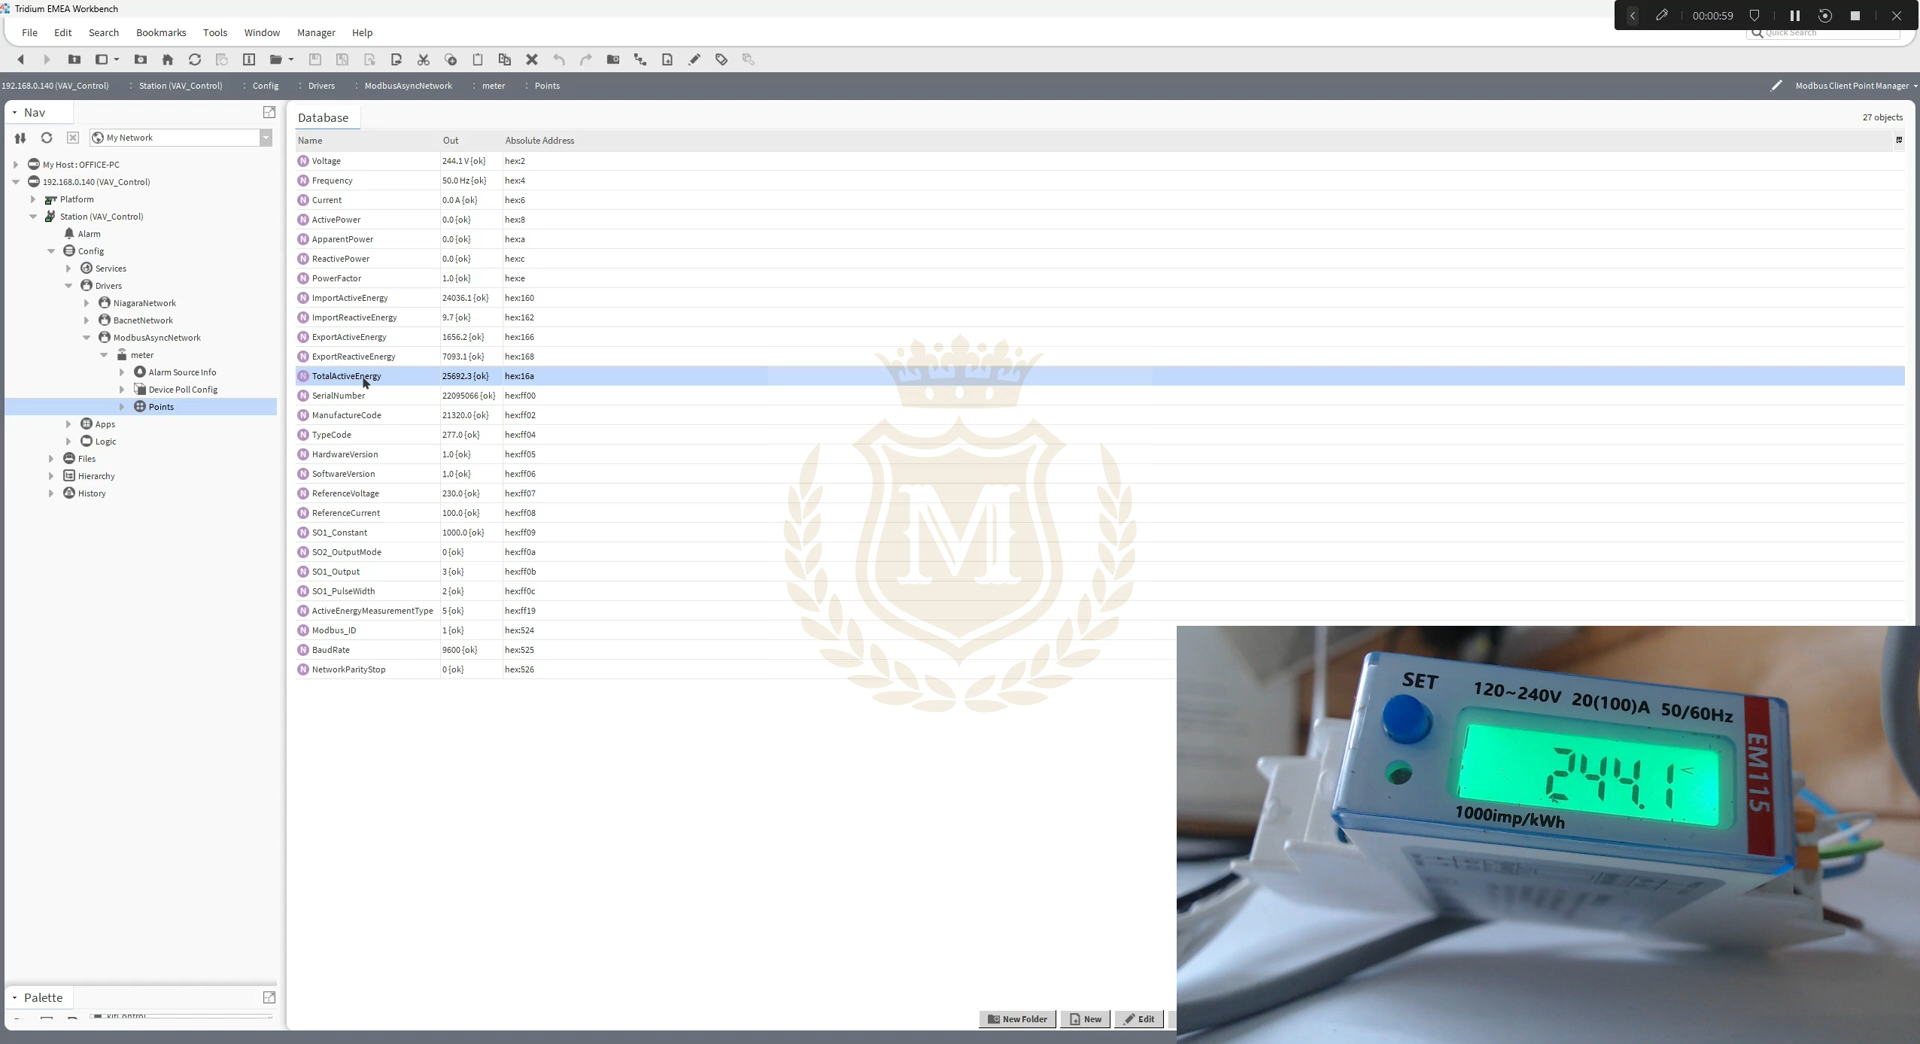 Tridium EMEA Workbench
00:00:59
File Edit Search Bookmarks Tools Window Manager Help
Quick Search
192.168.0.140 (VAV_Control) : Station (VAV_Control) : Config : Drivers : ModbusAsyncNetwork : meter : Points
Modbus Client Point Manager
Nav
My Network
My Host : OFFICE-PC
192.168.0.140 (VAV_Control)
Platform
Station (VAV_Control)
Alarm
Config
Services
Drivers
NiagaraNetwork
BacnetNetwork
ModbusAsyncNetwork
meter
Alarm Source Info
Device Poll Config
Points
Apps
Logic
Files
Hierarchy
History
Palette
Database
27 objects
Name Out Absolute Address
N Voltage 244.1 V {ok} hex:2
N Frequency 50.0 Hz {ok} hex:4
N Current 0.0 A {ok} hex:6
N ActivePower 0.0 {ok} hex:8
N ApparentPower 0.0 {ok} hex:a
N ReactivePower 0.0 {ok} hex:c
N PowerFactor 1.0 {ok} hex:e
N ImportActiveEnergy 24036.1 {ok} hex:160
N ImportReactiveEnergy 9.7 {ok} hex:162
N ExportActiveEnergy 1656.2 {ok} hex:166
N ExportReactiveEnergy 7093.1 {ok} hex:168
N TotalActiveEnergy 25692.3 {ok} hex:16a
N SerialNumber 22095066 {ok} hex:ff00
N ManufactureCode 21320.0 {ok} hex:ff02
N TypeCode 277.0 {ok} hex:ff04
N HardwareVersion 1.0 {ok} hex:ff05
N SoftwareVersion 1.0 {ok} hex:ff06
N ReferenceVoltage 230.0 {ok} hex:ff07
N ReferenceCurrent 100.0 {ok} hex:ff08
N SO1_Constant 1000.0 {ok} hex:ff09
N SO2_OutputMode 0 {ok} hex:ff0a
N SO1_Output 3 {ok} hex:ff0b
N SO1_PulseWidth 2 {ok} hex:ff0c
N ActiveEnergyMeasurementType 5 {ok} hex:ff19
N Modbus_ID 1 {ok} hex:524
N BaudRate 9600 {ok} hex:525
N NetworkParityStop 0 {ok} hex:526
M
New Folder New Edit
SET 120~240V 20(100)A 50/60Hz
244.1 V
1000imp/kWh
EM115